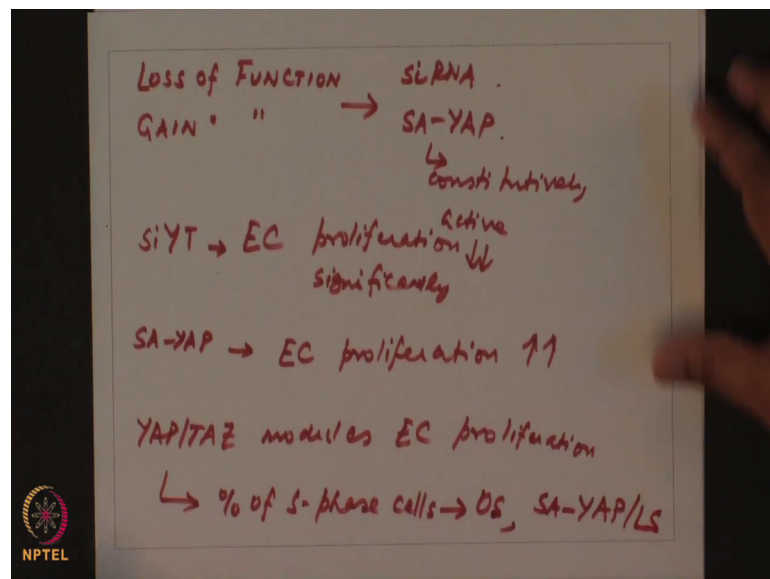 LOSS of FUNCTION → SiRNA .
GAIN " " SA-YAP.
↳ constitutively
active
SiYT → EC proliferation ↓↓
significantly
SA-YAP → EC proliferation ↑↑
YAP/TAZ modules EC proliferation
↳ % of S-phase cells → OS, SA-YAP/LS
NPTEL